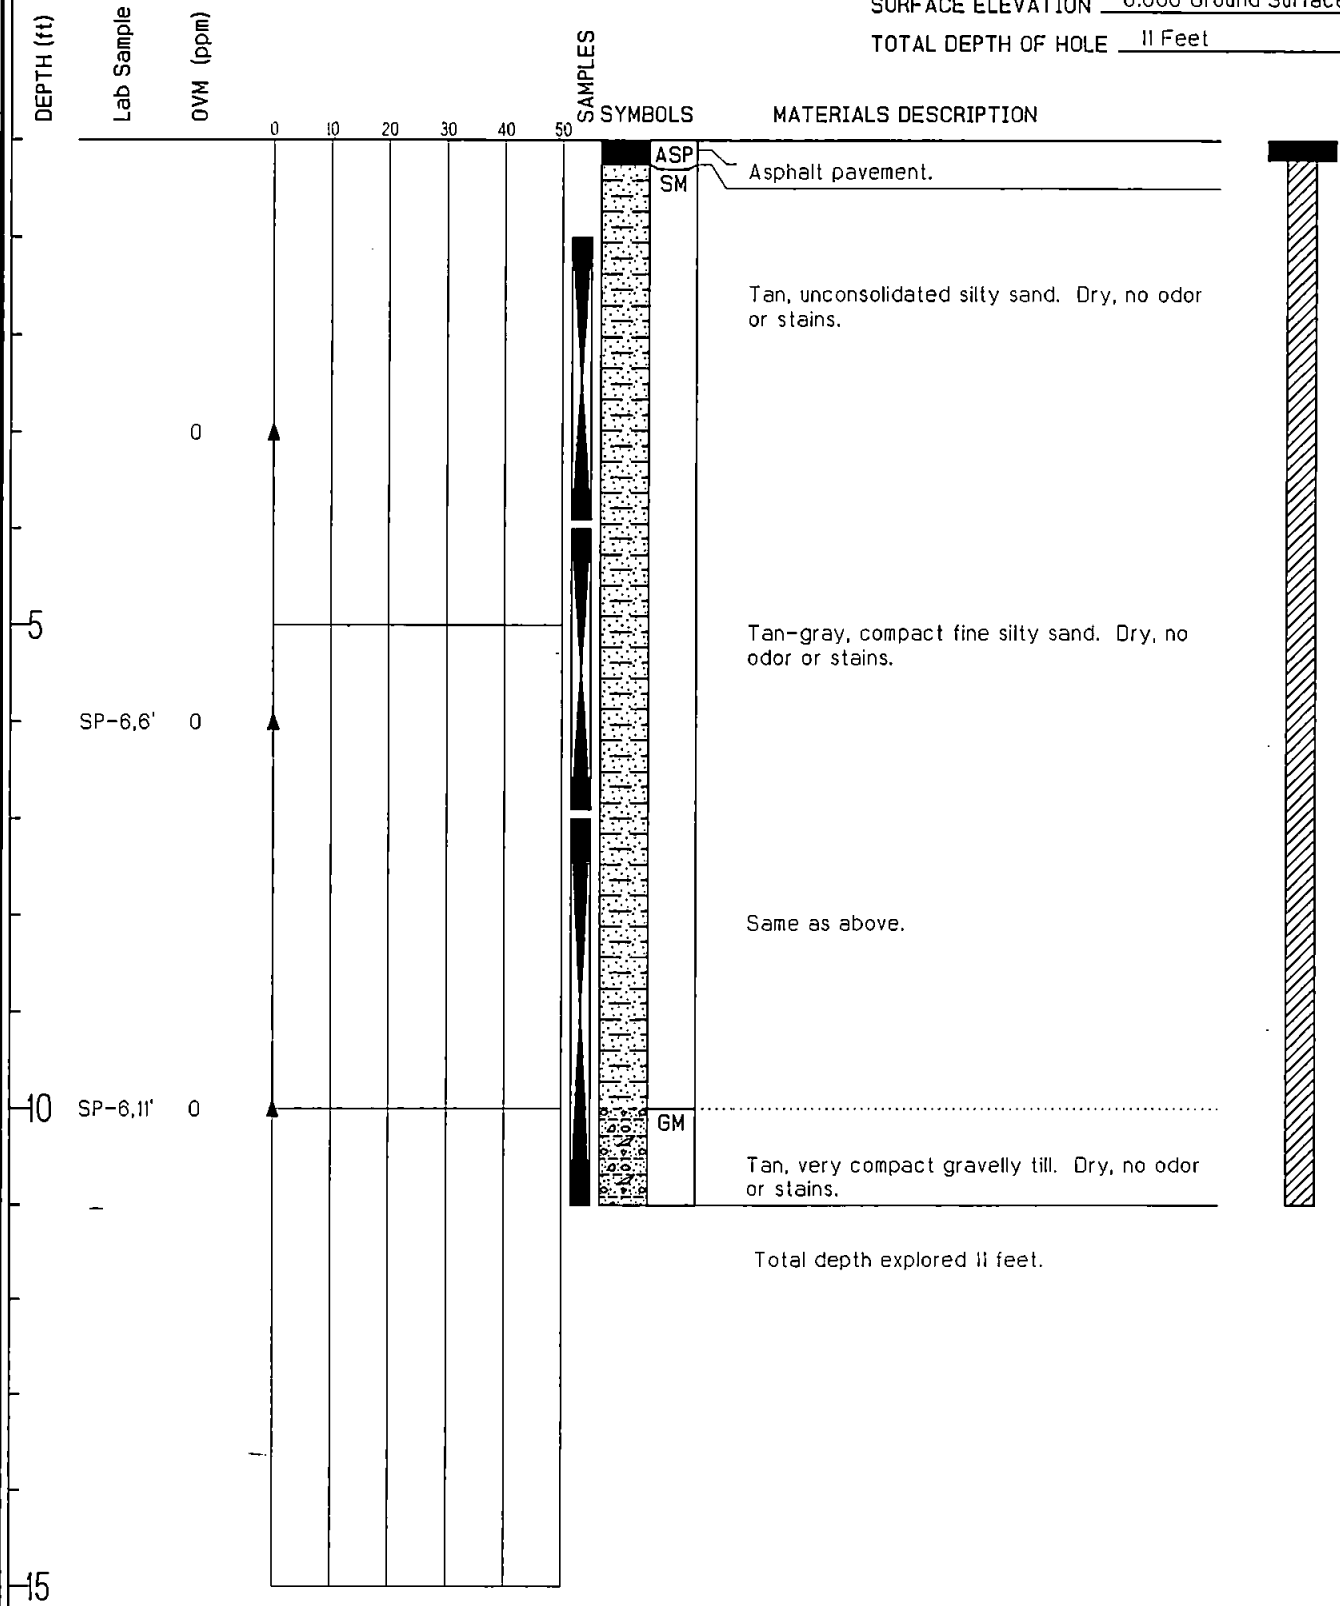 SURFACE ELEVATION 0.000 Ground Surface
TOTAL DEPTH OF HOLE 11 Feet
DEPTH (ft)
Lab Sample
OVM (ppm)
0 10 20 30 40 50
SAMPLES
SYMBOLS
MATERIALS DESCRIPTION
ASP
Asphalt pavement.
SM
Tan, unconsolidated silty sand. Dry, no odor
or stains.
0
5
Tan-gray, compact fine silty sand. Dry, no
odor or stains.
SP-6,6' 0
Same as above.
10 SP-6,11' 0
GM
Tan, very compact gravelly till. Dry, no odor
or stains.
Total depth explored 11 feet.
15